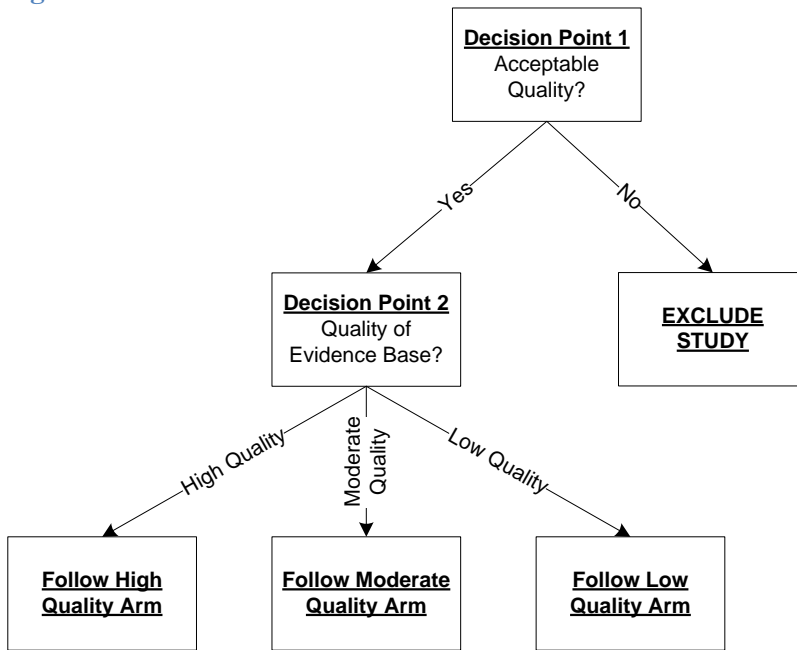 Decision Point 1
Acceptable
Quality?
Yes
No
Decision Point 2
Quality of
Evidence Base?
EXCLUDE
STUDY
High Quality
Moderate
Quality
Low Quality
Follow High
Quality Arm
Follow Moderate
Quality Arm
Follow Low
Quality Arm